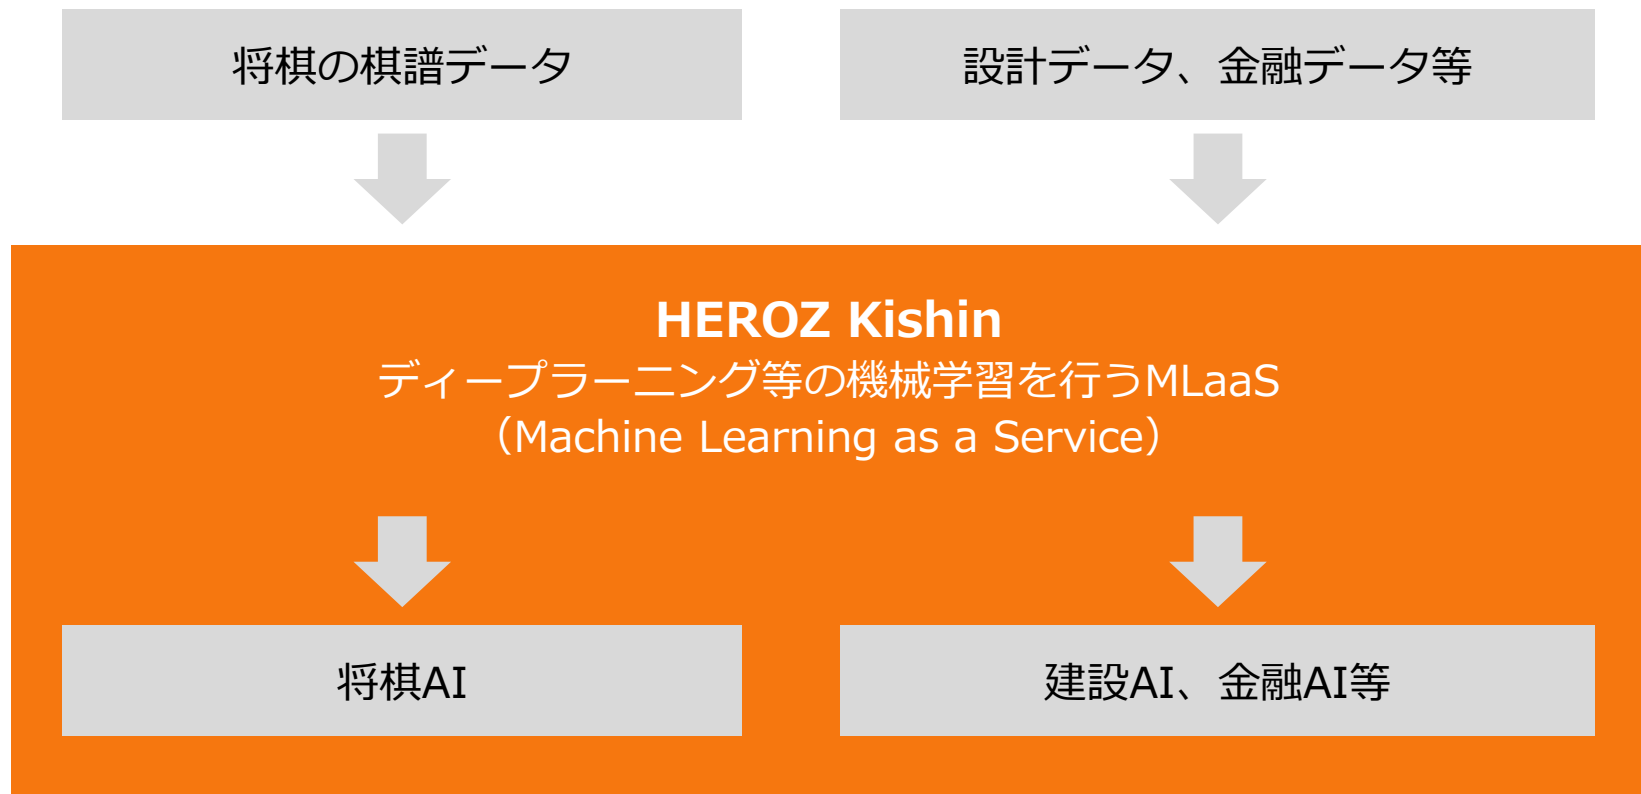 将棋の棋譜データ
設計データ、金融データ等
HEROZ Kishin
ディープラーニング等の機械学習を行うMLaaS
（Machine Learning as a Service）
将棋AI
建設AI、金融AI等